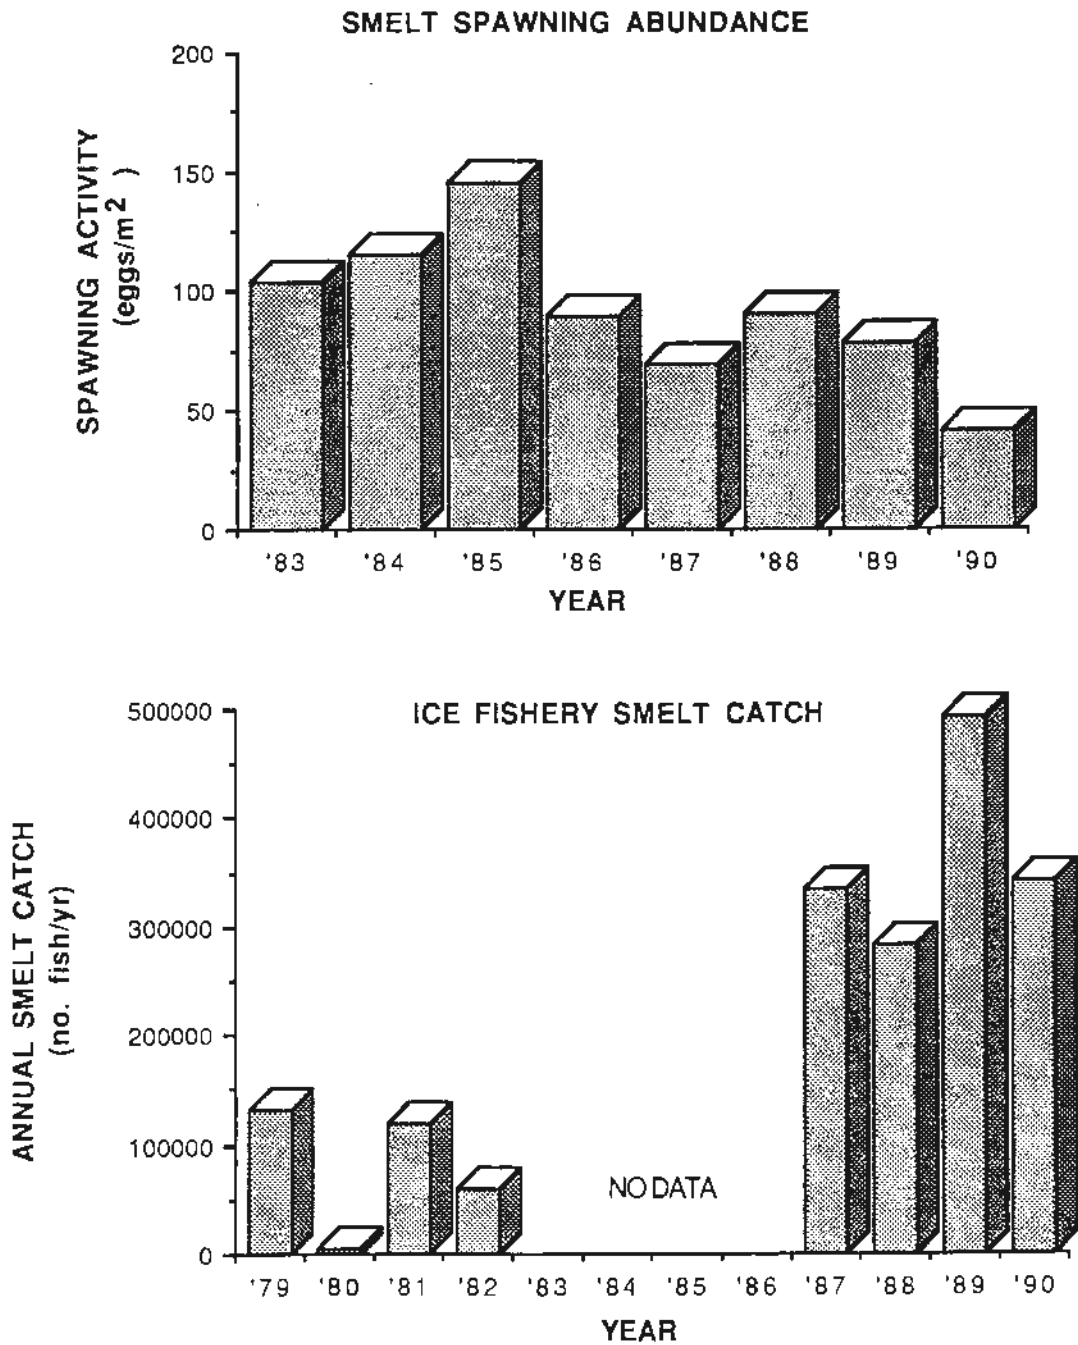 SMELT SPAWNING ABUNDANCE
SPAWNING ACTIVITY
(eggs/m²)
200
150
100
50
0
'83 '84 '85 '86 '87 '88 '89 '90
YEAR
ICE FISHERY SMELT CATCH
ANNUAL SMELT CATCH
(no. fish/yr)
500000
400000
300000
200000
100000
0
NO DATA
'79 '80 '81 '82 '83 '84 '85 '86 '87 '88 '89 '90
YEAR